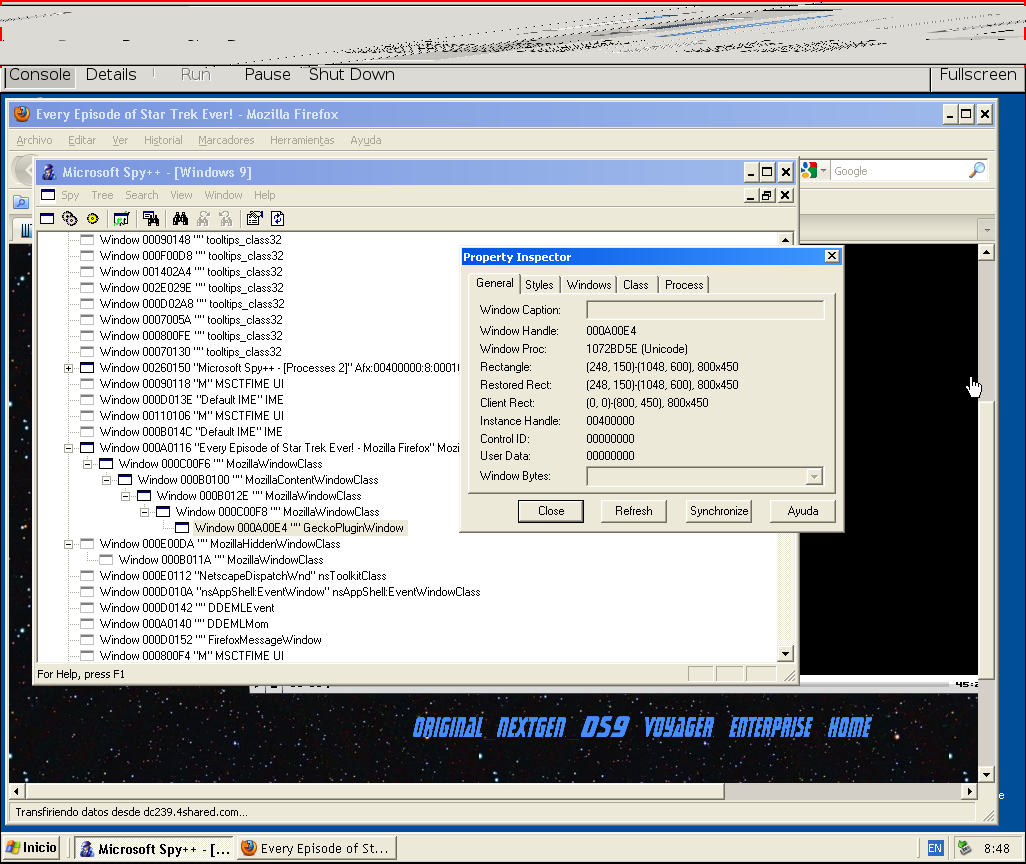 Console Details Run Pause Shut Down Fullscreen
Every Episode of Star Trek Ever! - Mozilla Firefox
Archivo Editar Ver Historial Marcadores Herramientas Ayuda
Microsoft Spy++ - [Windows 9]
Google
Spy Tree Search View Window Help
Window 00090148 "" tooltips_class32
Window 000F00D8 "" tooltips_class32
Window 001402A4 "" tooltips_class32
Window 002E029E "" tooltips_class32
Window 000D02A8 "" tooltips_class32
Window 0007005A "" tooltips_class32
Window 000800FE "" tooltips_class32
Window 00070130 "" tooltips_class32
Window 00260150 "Microsoft Spy++ - [Processes 2]" Afx:00400000:8:00010
Window 00090118 "M" MSCTFIME UI
Window 000D013E "Default IME" IME
Window 00110106 "M" MSCTFIME UI
Window 000B014C "Default IME" IME
Window 000A0116 "Every Episode of Star Trek Ever! - Mozilla Firefox" Mozi
Window 000C00F6 "" MozillaWindowClass
Window 000B0100 "" MozillaContentWindowClass
Window 000B012E "" MozillaWindowClass
Window 000C00F8 "" MozillaWindowClass
Window 000A00E4 "" GeckoPluginWindow
Window 000E00DA "" MozillaHiddenWindowClass
Window 000B011A "" MozillaWindowClass
Window 000E0112 "NetscapeDispatchWnd" nsToolkitClass
Window 000D010A "nsAppShell:EventWindow" nsAppShell:EventWindowClass
Window 000D0142 "" DDEMLEvent
Window 000A0140 "" DDEMLMom
Window 000D0152 "" FirefoxMessageWindow
Window 000800F4 "M" MSCTFIME UI
For Help, press F1
Property Inspector
General Styles Windows Class Process
Window Caption:
Window Handle: 000A00E4
Window Proc: 1072BD5E (Unicode)
Rectangle: (248, 150)-(1048, 600), 800x450
Restored Rect: (248, 150)-(1048, 600), 800x450
Client Rect: (0, 0)-(800, 450), 800x450
Instance Handle: 00400000
Control ID: 00000000
User Data: 00000000
Window Bytes:
Close Refresh Synchronize Ayuda
ORIGINAL NEXTGEN DS9 VOYAGER ENTERPRISE HOME
Transfiriendo datos desde dc239.4shared.com...
Inicio Microsoft Spy++ - [... Every Episode of St... EN 8:48